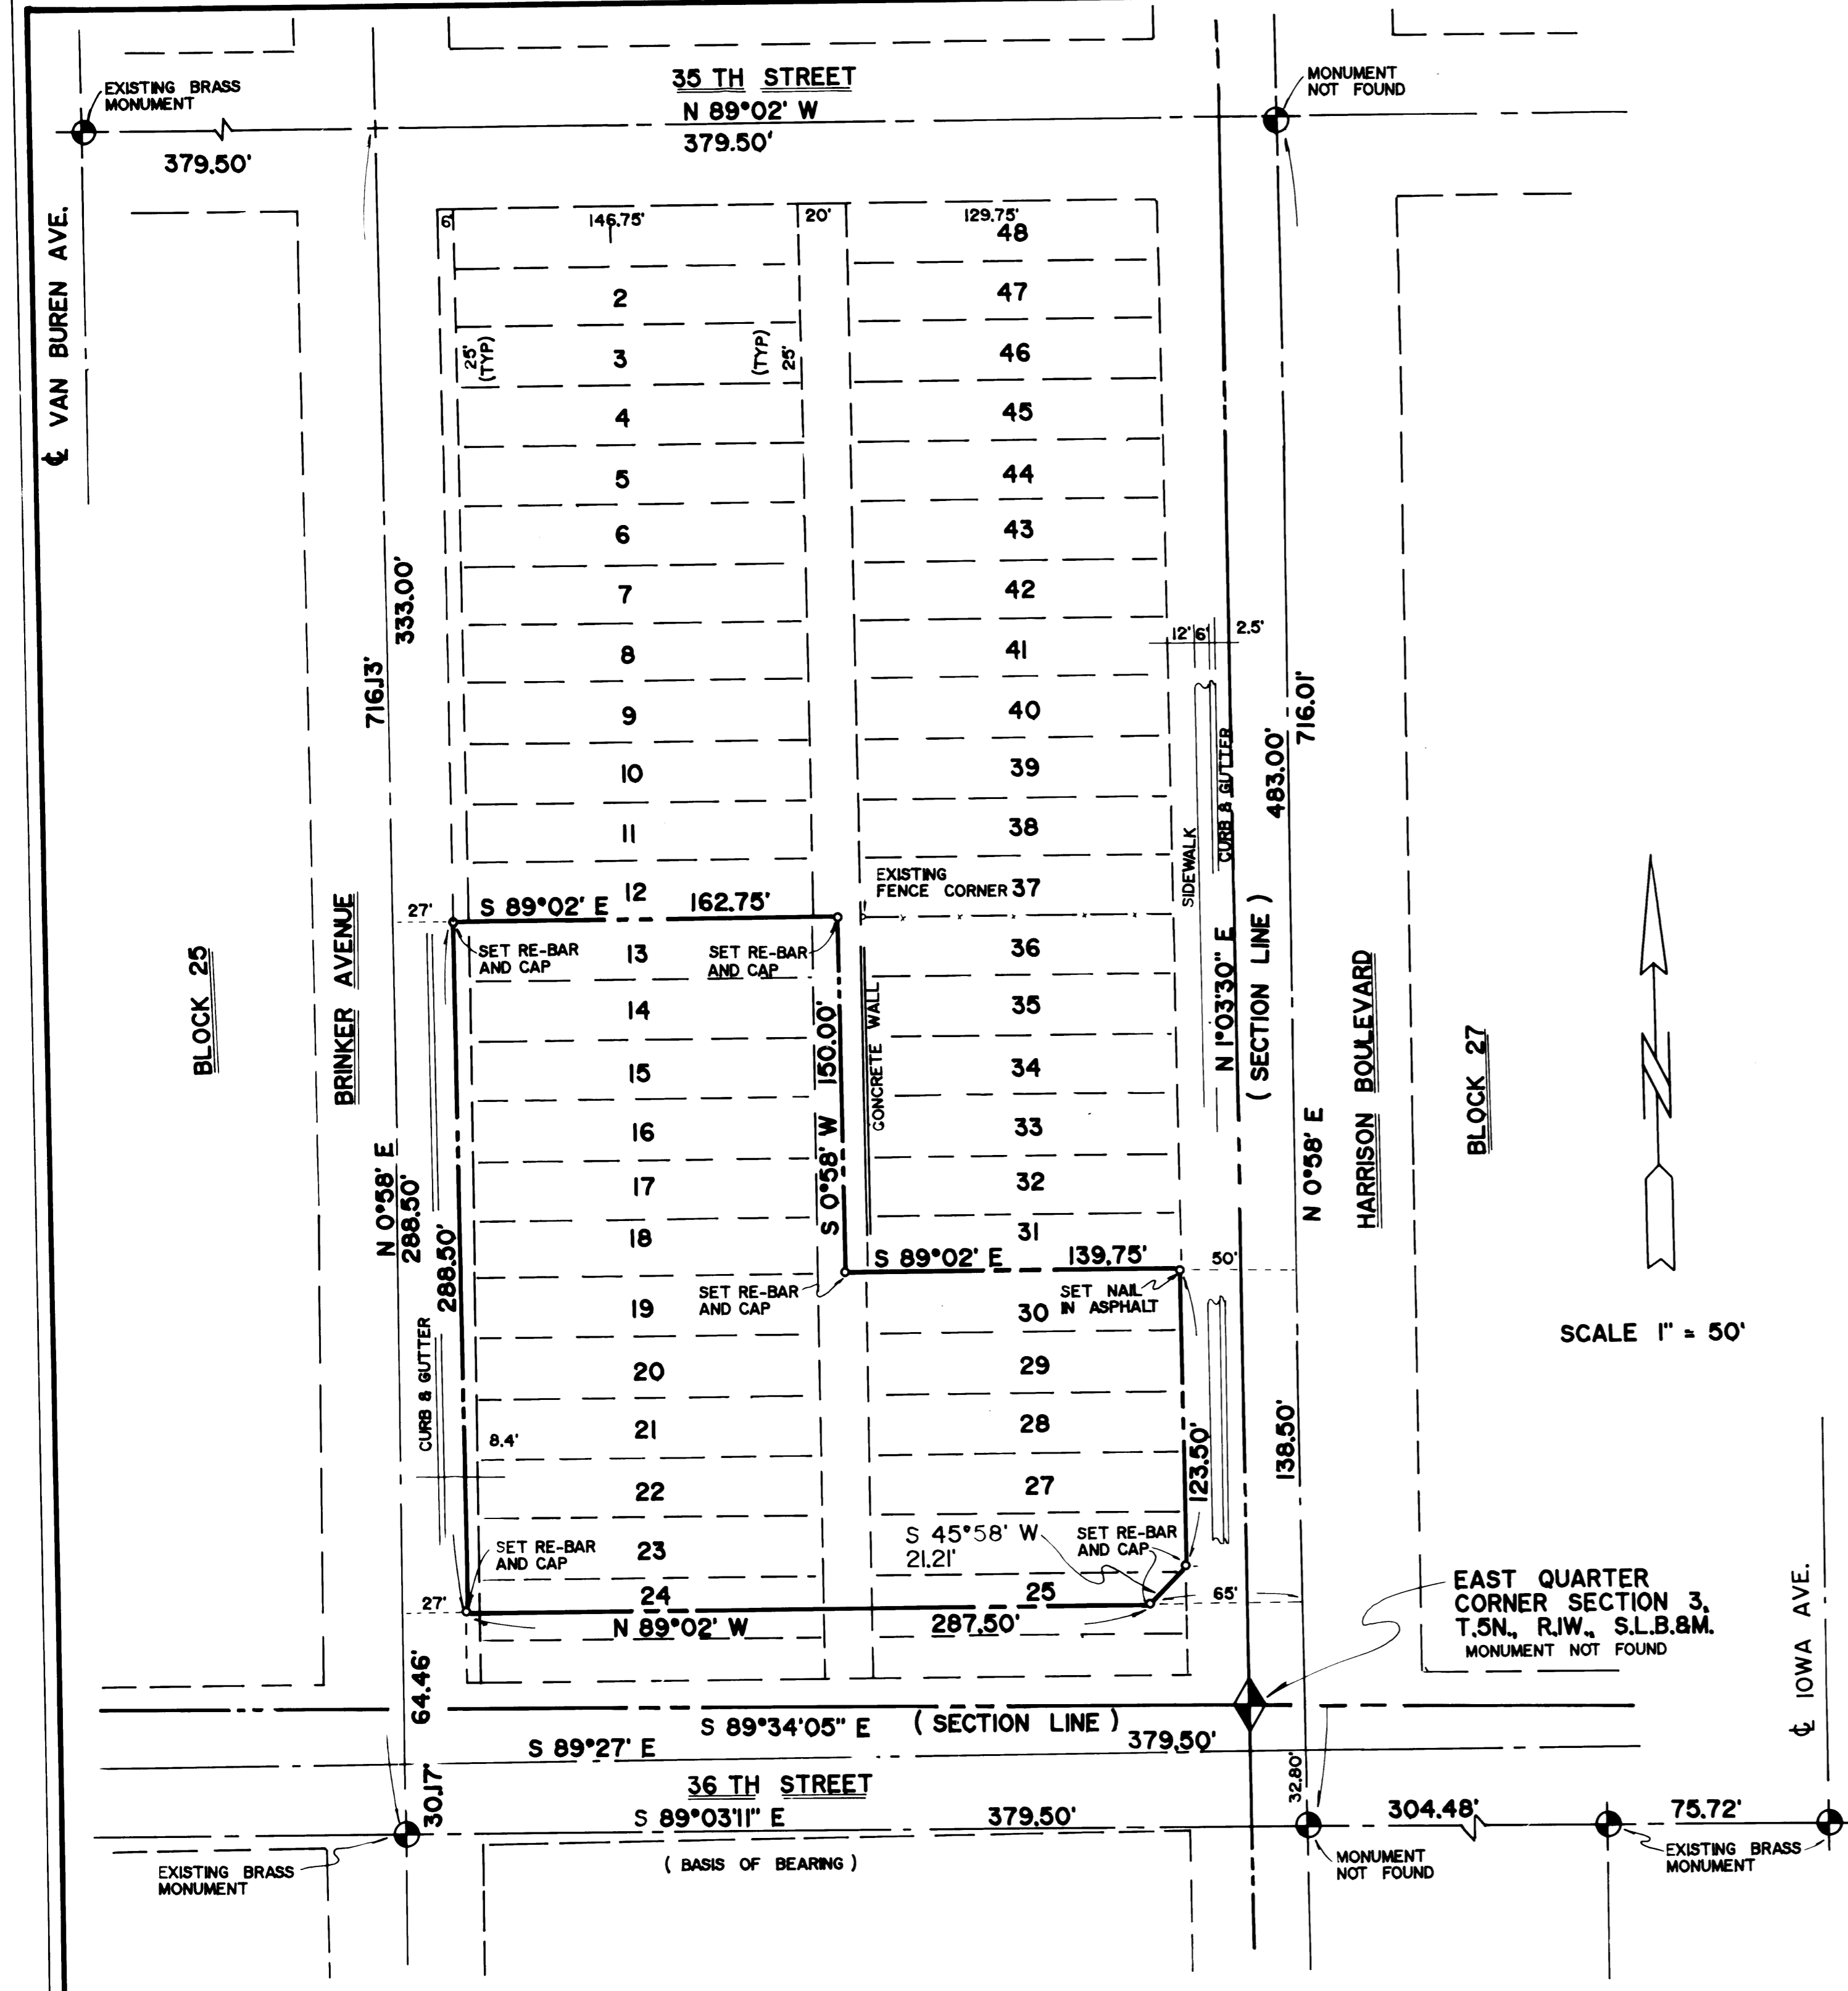 EXISTING BRASS
MONUMENT
35 TH STREET
N 89°02' W
379.50'
MONUMENT
NOT FOUND
379.50'
℄ VAN BUREN AVE.
6'
146.75'
20'
129.75'
48
2
47
25'
(TYP)
3
(TYP)
25'
46
4
45
5
44
6
43
333.00'
7
42
8
41
12'
6'
2.5'
716.13'
9
40
716.01'
483.00'
10
39
CURB & GUTTER
11
38
SIDEWALK
12
EXISTING
FENCE CORNER
37
27'
S 89°02' E
162.75'
SET RE-BAR
AND CAP
13
SET RE-BAR
AND CAP
36
BLOCK 25
BRINKER AVENUE
14
150.00'
S 0°58' W
CONCRETE WALL
35
N 1°03'30" E
( SECTION LINE )
HARRISON BOULEVARD
BLOCK 27
N
15
34
16
33
N 0°58' E
288.50'
288.50'
17
32
N 0°58' E
18
31
S 89°02' E
139.75'
50'
SET RE-BAR
AND CAP
19
30
SET NAIL
IN ASPHALT
SCALE 1" = 50'
CURB & GUTTER
20
29
21
28
8.4'
123.50'
138.50'
22
27
S 45°58' W
21.21'
SET RE-BAR
AND CAP
SET RE-BAR
AND CAP
23
24
25
65'
27'
N 89°02' W
287.50'
EAST QUARTER
CORNER SECTION 3,
T.5N., R.1W., S.L.B.&M.
MONUMENT NOT FOUND
℄ IOWA AVE.
64.46'
S 89°34'05" E
( SECTION LINE )
S 89°27' E
379.50'
30.17'
36 TH STREET
32.80'
S 89°03'11" E
379.50'
304.48'
75.72'
( BASIS OF BEARING )
EXISTING BRASS
MONUMENT
MONUMENT
NOT FOUND
EXISTING BRASS
MONUMENT